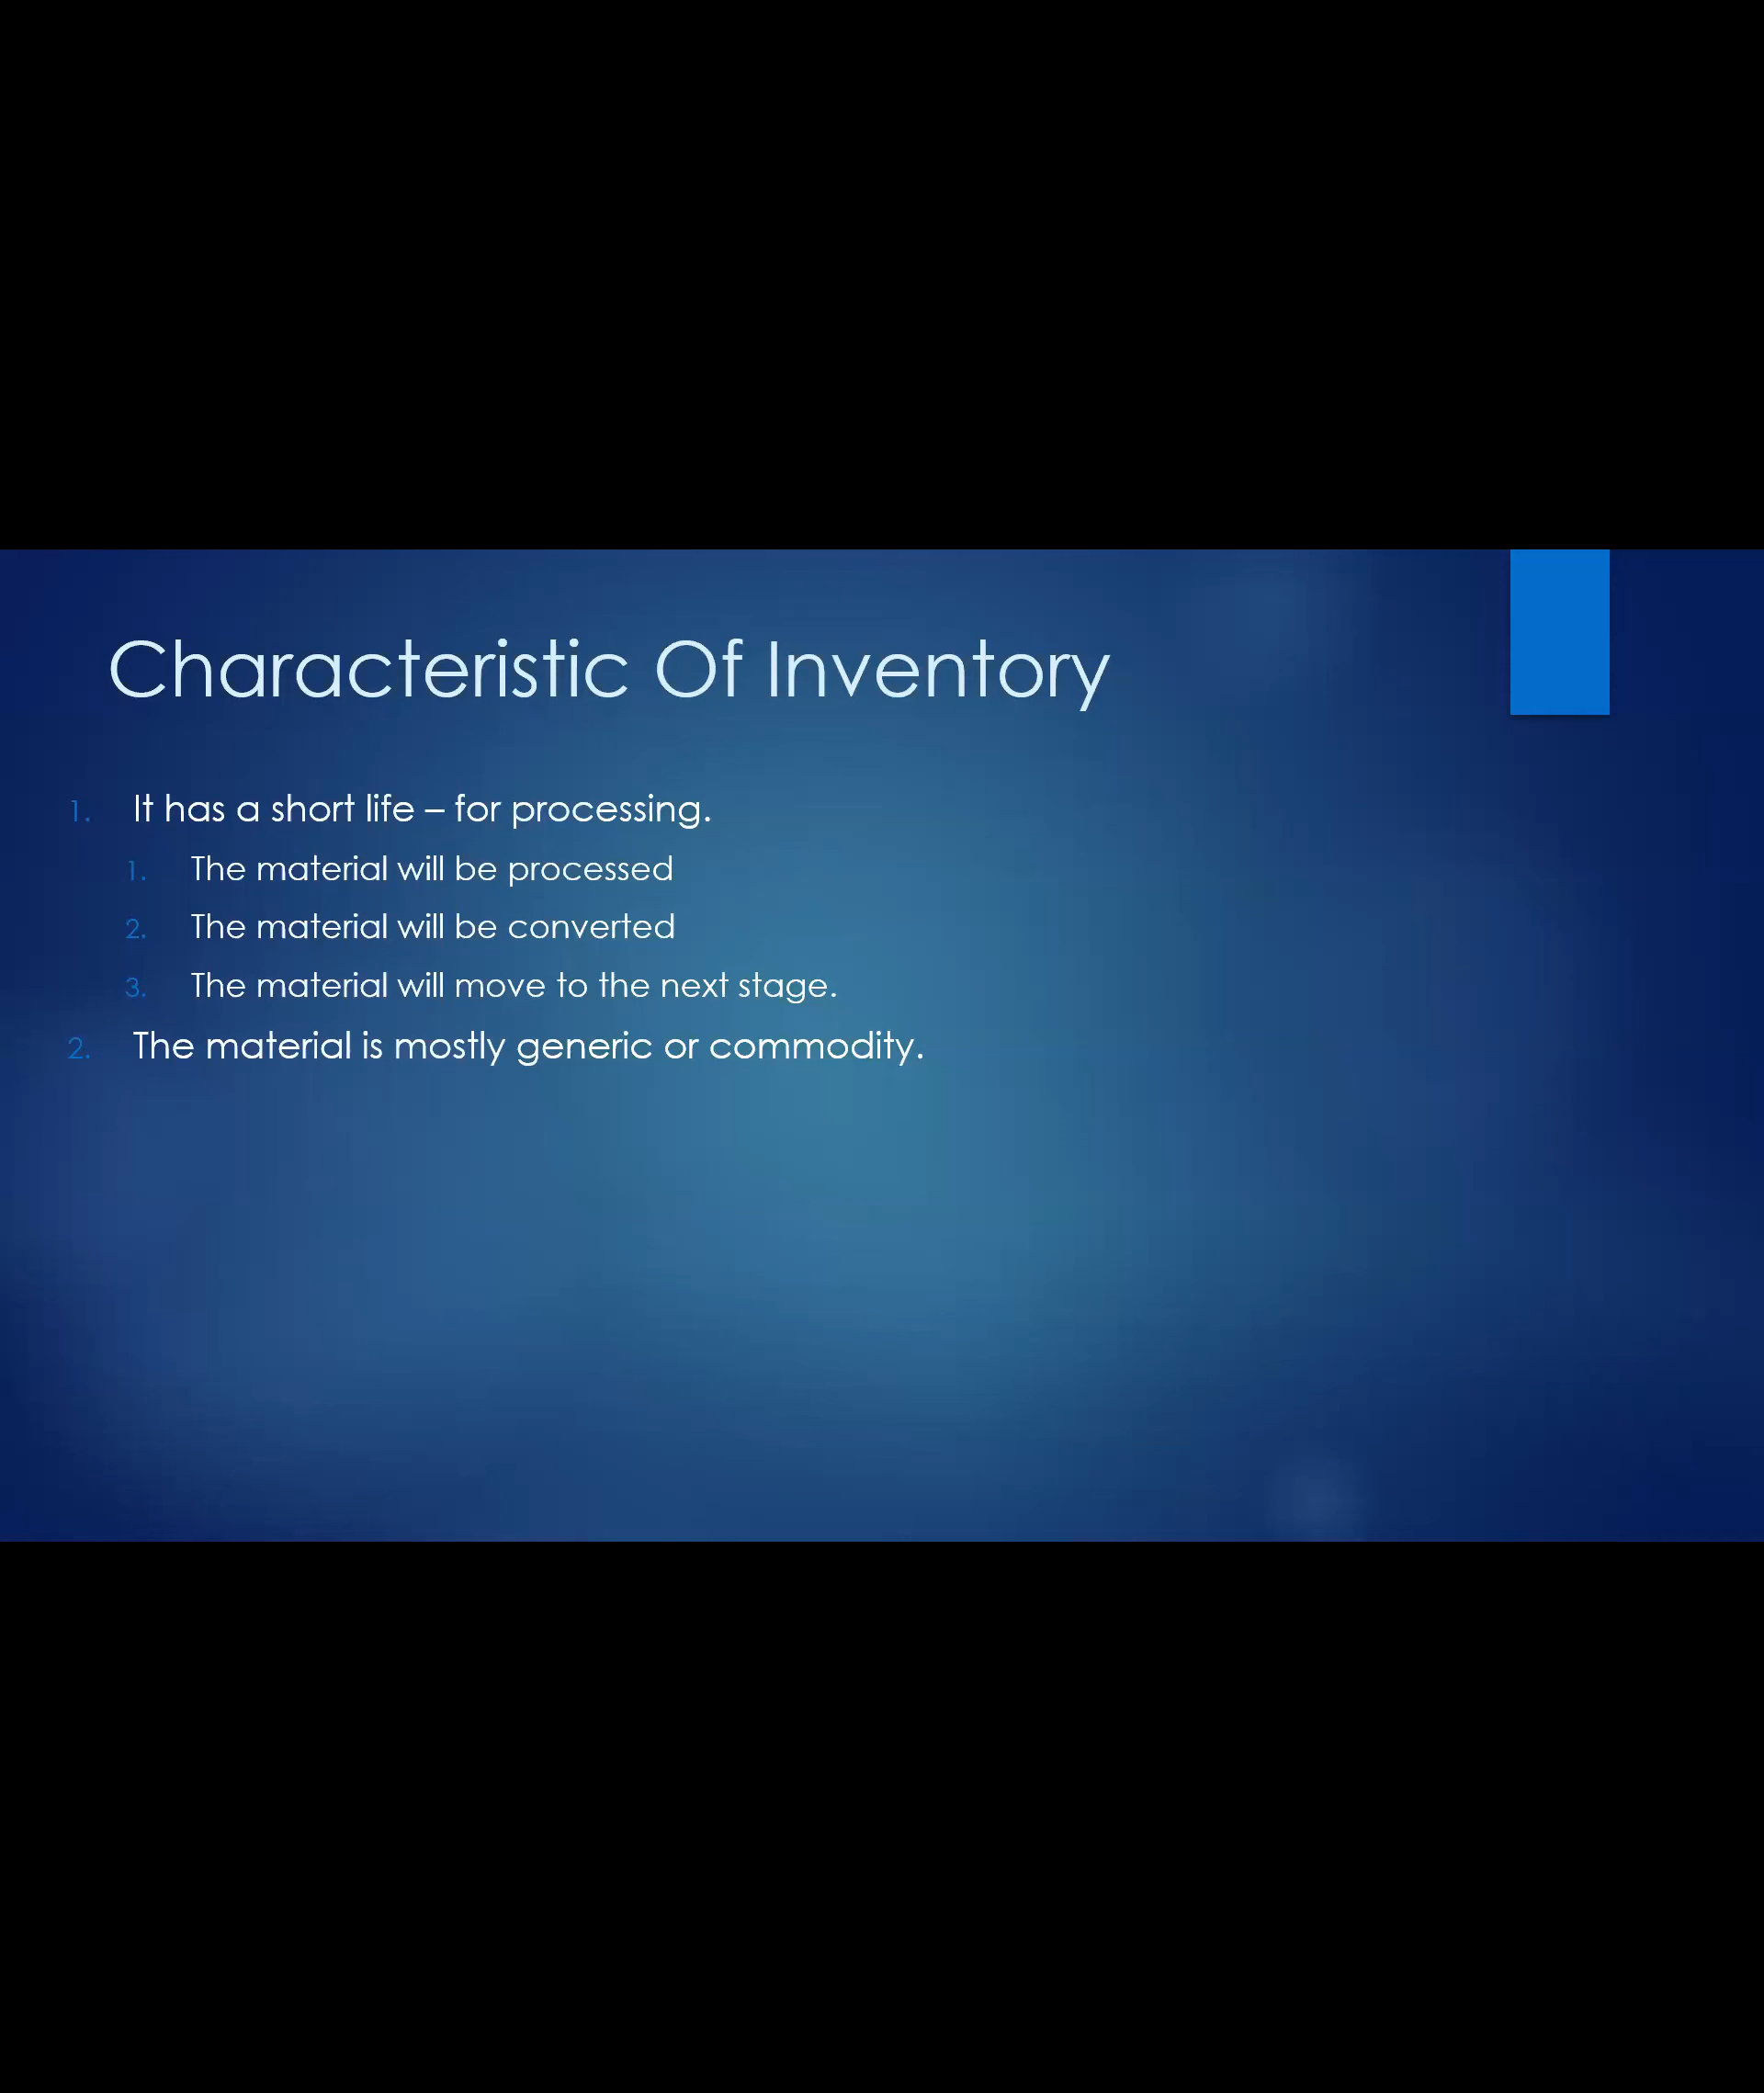 Characteristic Of Inventory
1. It has a short life – for processing.
1. The material will be processed
2. The material will be converted
3. The material will move to the next stage.
2. The material is mostly generic or commodity.